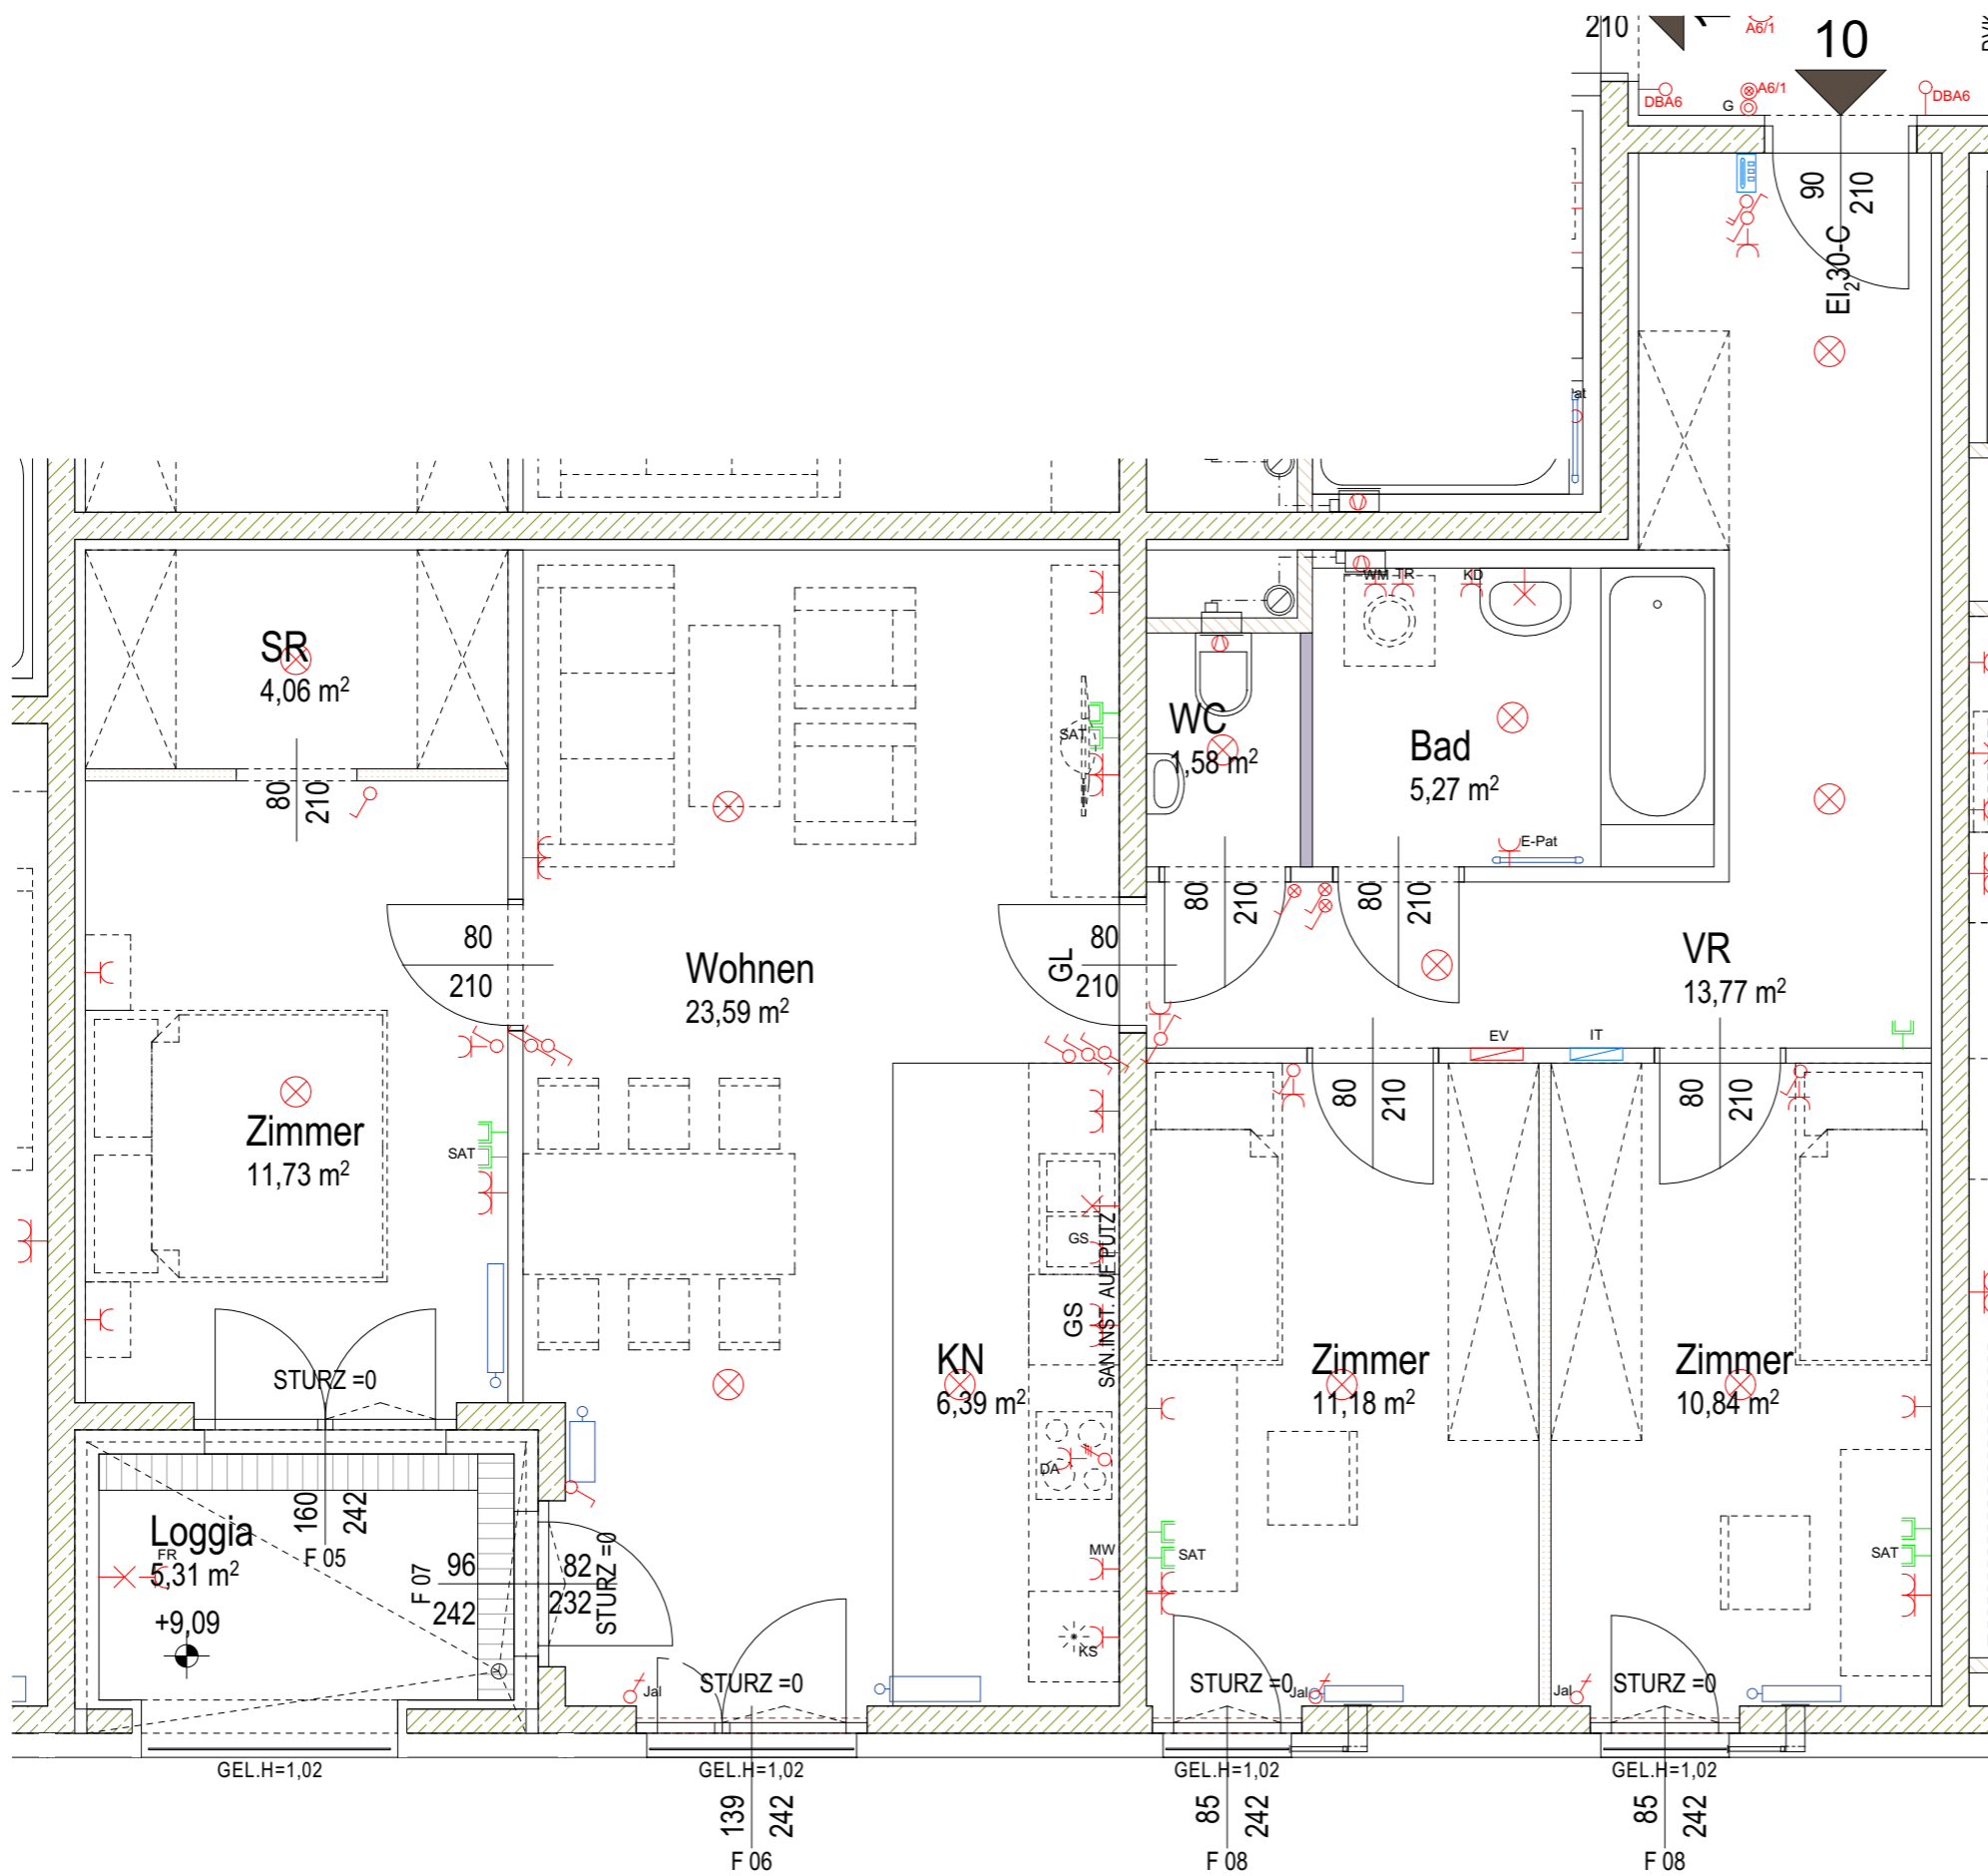 210
A6/1
10
DBA6
A6/1
G
DBA6
90
210
EI₂30-C
WM
TR
KD
SR
4,06 m²
80
210
SAT
WC
1,58 m²
Bad
5,27 m²
E-Pat
80
210
80
210
80
210
Wohnen
23,59 m²
GL
80
210
VR
13,77 m²
EV
IT
Zimmer
11,73 m²
SAT
80
210
80
210
GS
SAN.INST. AUF PUTZ
GS
STURZ =0
KN
6,39 m²
Zimmer
11,18 m²
Zimmer
10,84 m²
DA
Loggia
FR
5,31 m²
+9,09
160
242
F 05
F 07
96
242
82
232
STURZ =0
MW
SAT
SAT
KS
Jal
STURZ =0
STURZ =0
Jal
Jal
STURZ =0
GEL.H=1,02
GEL.H=1,02
GEL.H=1,02
GEL.H=1,02
139
242
85
242
85
242
F 06
F 08
F 08